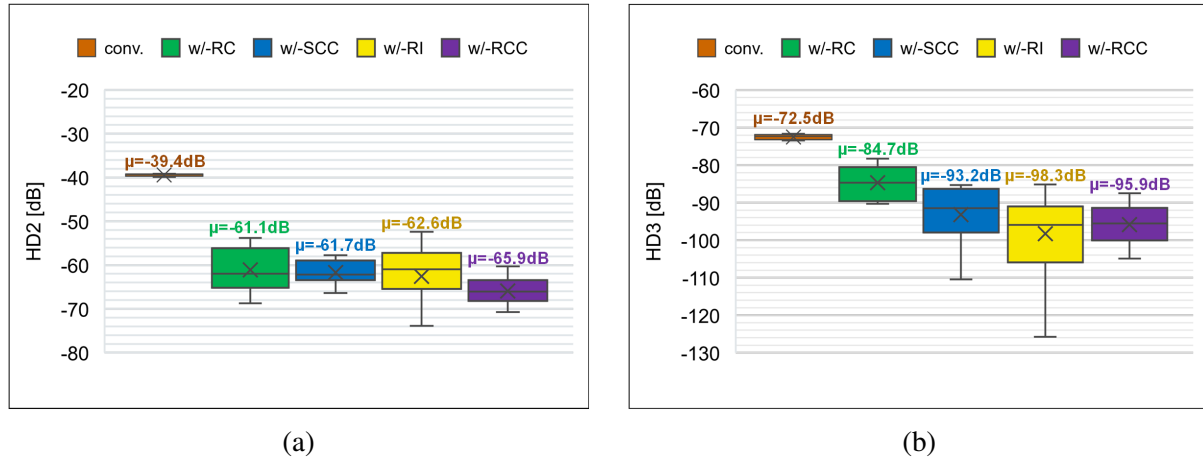 conv. w/-RC w/-SCC w/-RI w/-RCC
HD2 [dB]
-20
-30
-40
-50
-60
-70
-80
µ=-39.4dB
µ=-61.1dB
µ=-61.7dB
µ=-62.6dB
µ=-65.9dB
(a)
conv. w/-RC w/-SCC w/-RI w/-RCC
HD3 [dB]
-60
-70
-80
-90
-100
-110
-120
-130
µ=-72.5dB
µ=-84.7dB
µ=-93.2dB
µ=-98.3dB
µ=-95.9dB
(b)